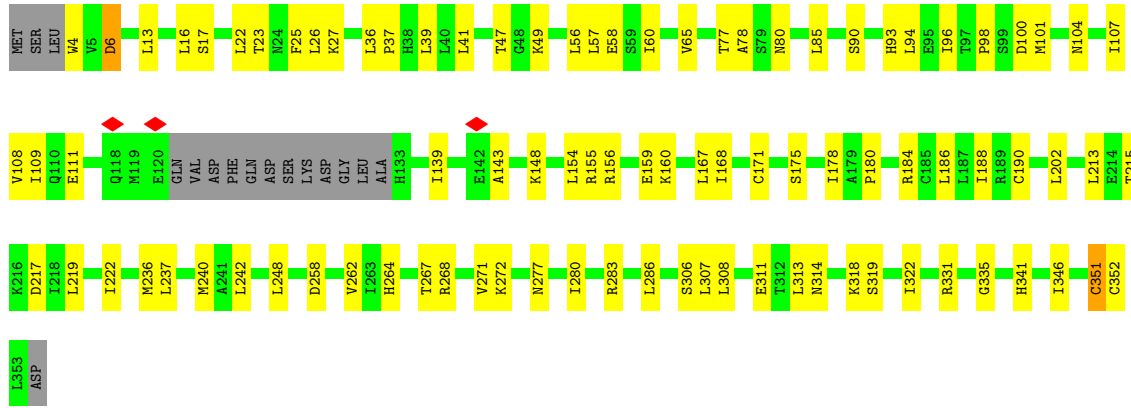 MET SER LEU W4 V5 D6 L13 L16 S17 L22 T23 N24 F25 L26 K27 L36 P37 H38 L39 L40 L41 T47 G48 K49 L56 L57 E58 S59 I60 V65 T77 A78 S79 N80 L85 S90 H93 L94 E95 I96 T97 P98 S99 D100 M101 N104 I107
V108 I109 Q110 E111 Q118 M119 E120 GLN VAL ASP PHE GLN ASP SER LYS ASP GLY LEU ALA H133 I139 E142 A143 K148 L154 R155 R156 E159 K160 L167 I168 C171 S175 I178 A179 P180 R184 C185 L186 L187 I188 R189 C190 L202 L213 E214 T215
K216 D217 I218 L219 I222 M236 L237 M240 A241 L242 L248 D258 V262 I263 H264 T267 R268 V271 K272 N277 I280 R283 L286 S306 L307 L308 E311 T312 L313 N314 K318 S319 I322 R331 G335 H341 I346 C351 C352
L353 ASP